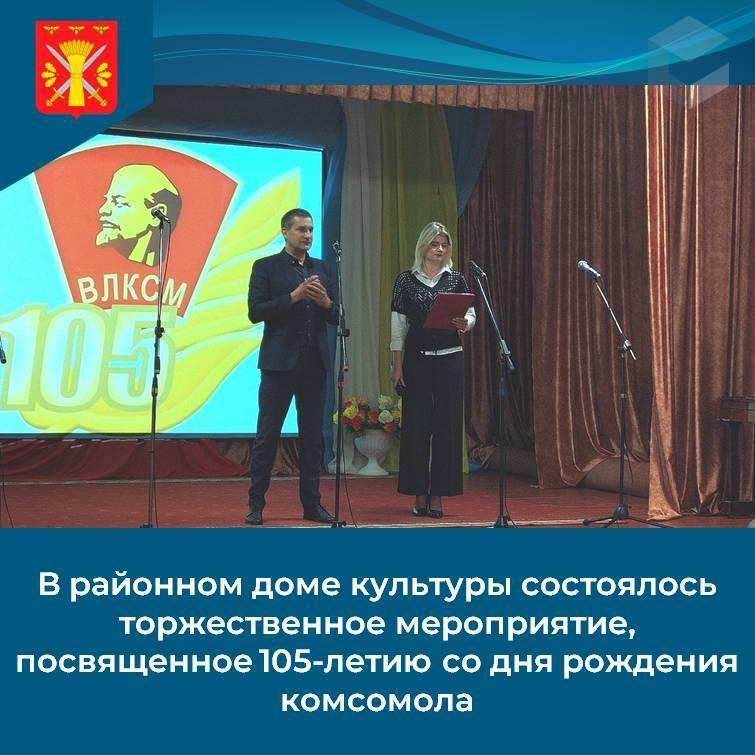 ВЛКСМ
105
В районном доме культуры состоялось
торжественное мероприятие,
посвященное 105-летию со дня рождения
комсомола